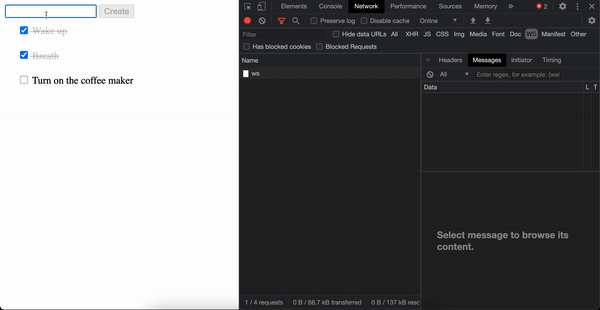 Create
Wake up
Breath
Turn on the coffee maker
Elements Console Network Performance Sources Memory » 2
Preserve log Disable cache Online
Filter Hide data URLs All XHR JS CSS Img Media Font Doc WS Manifest Other
Has blocked cookies Blocked Requests
Name
ws
× Headers Messages Initiator Timing
All Enter regex, for example: (we
Data L T
Select message to browse its
content.
1 / 4 requests 0 B / 68.7 kB transferred 0 B / 137 kB resc